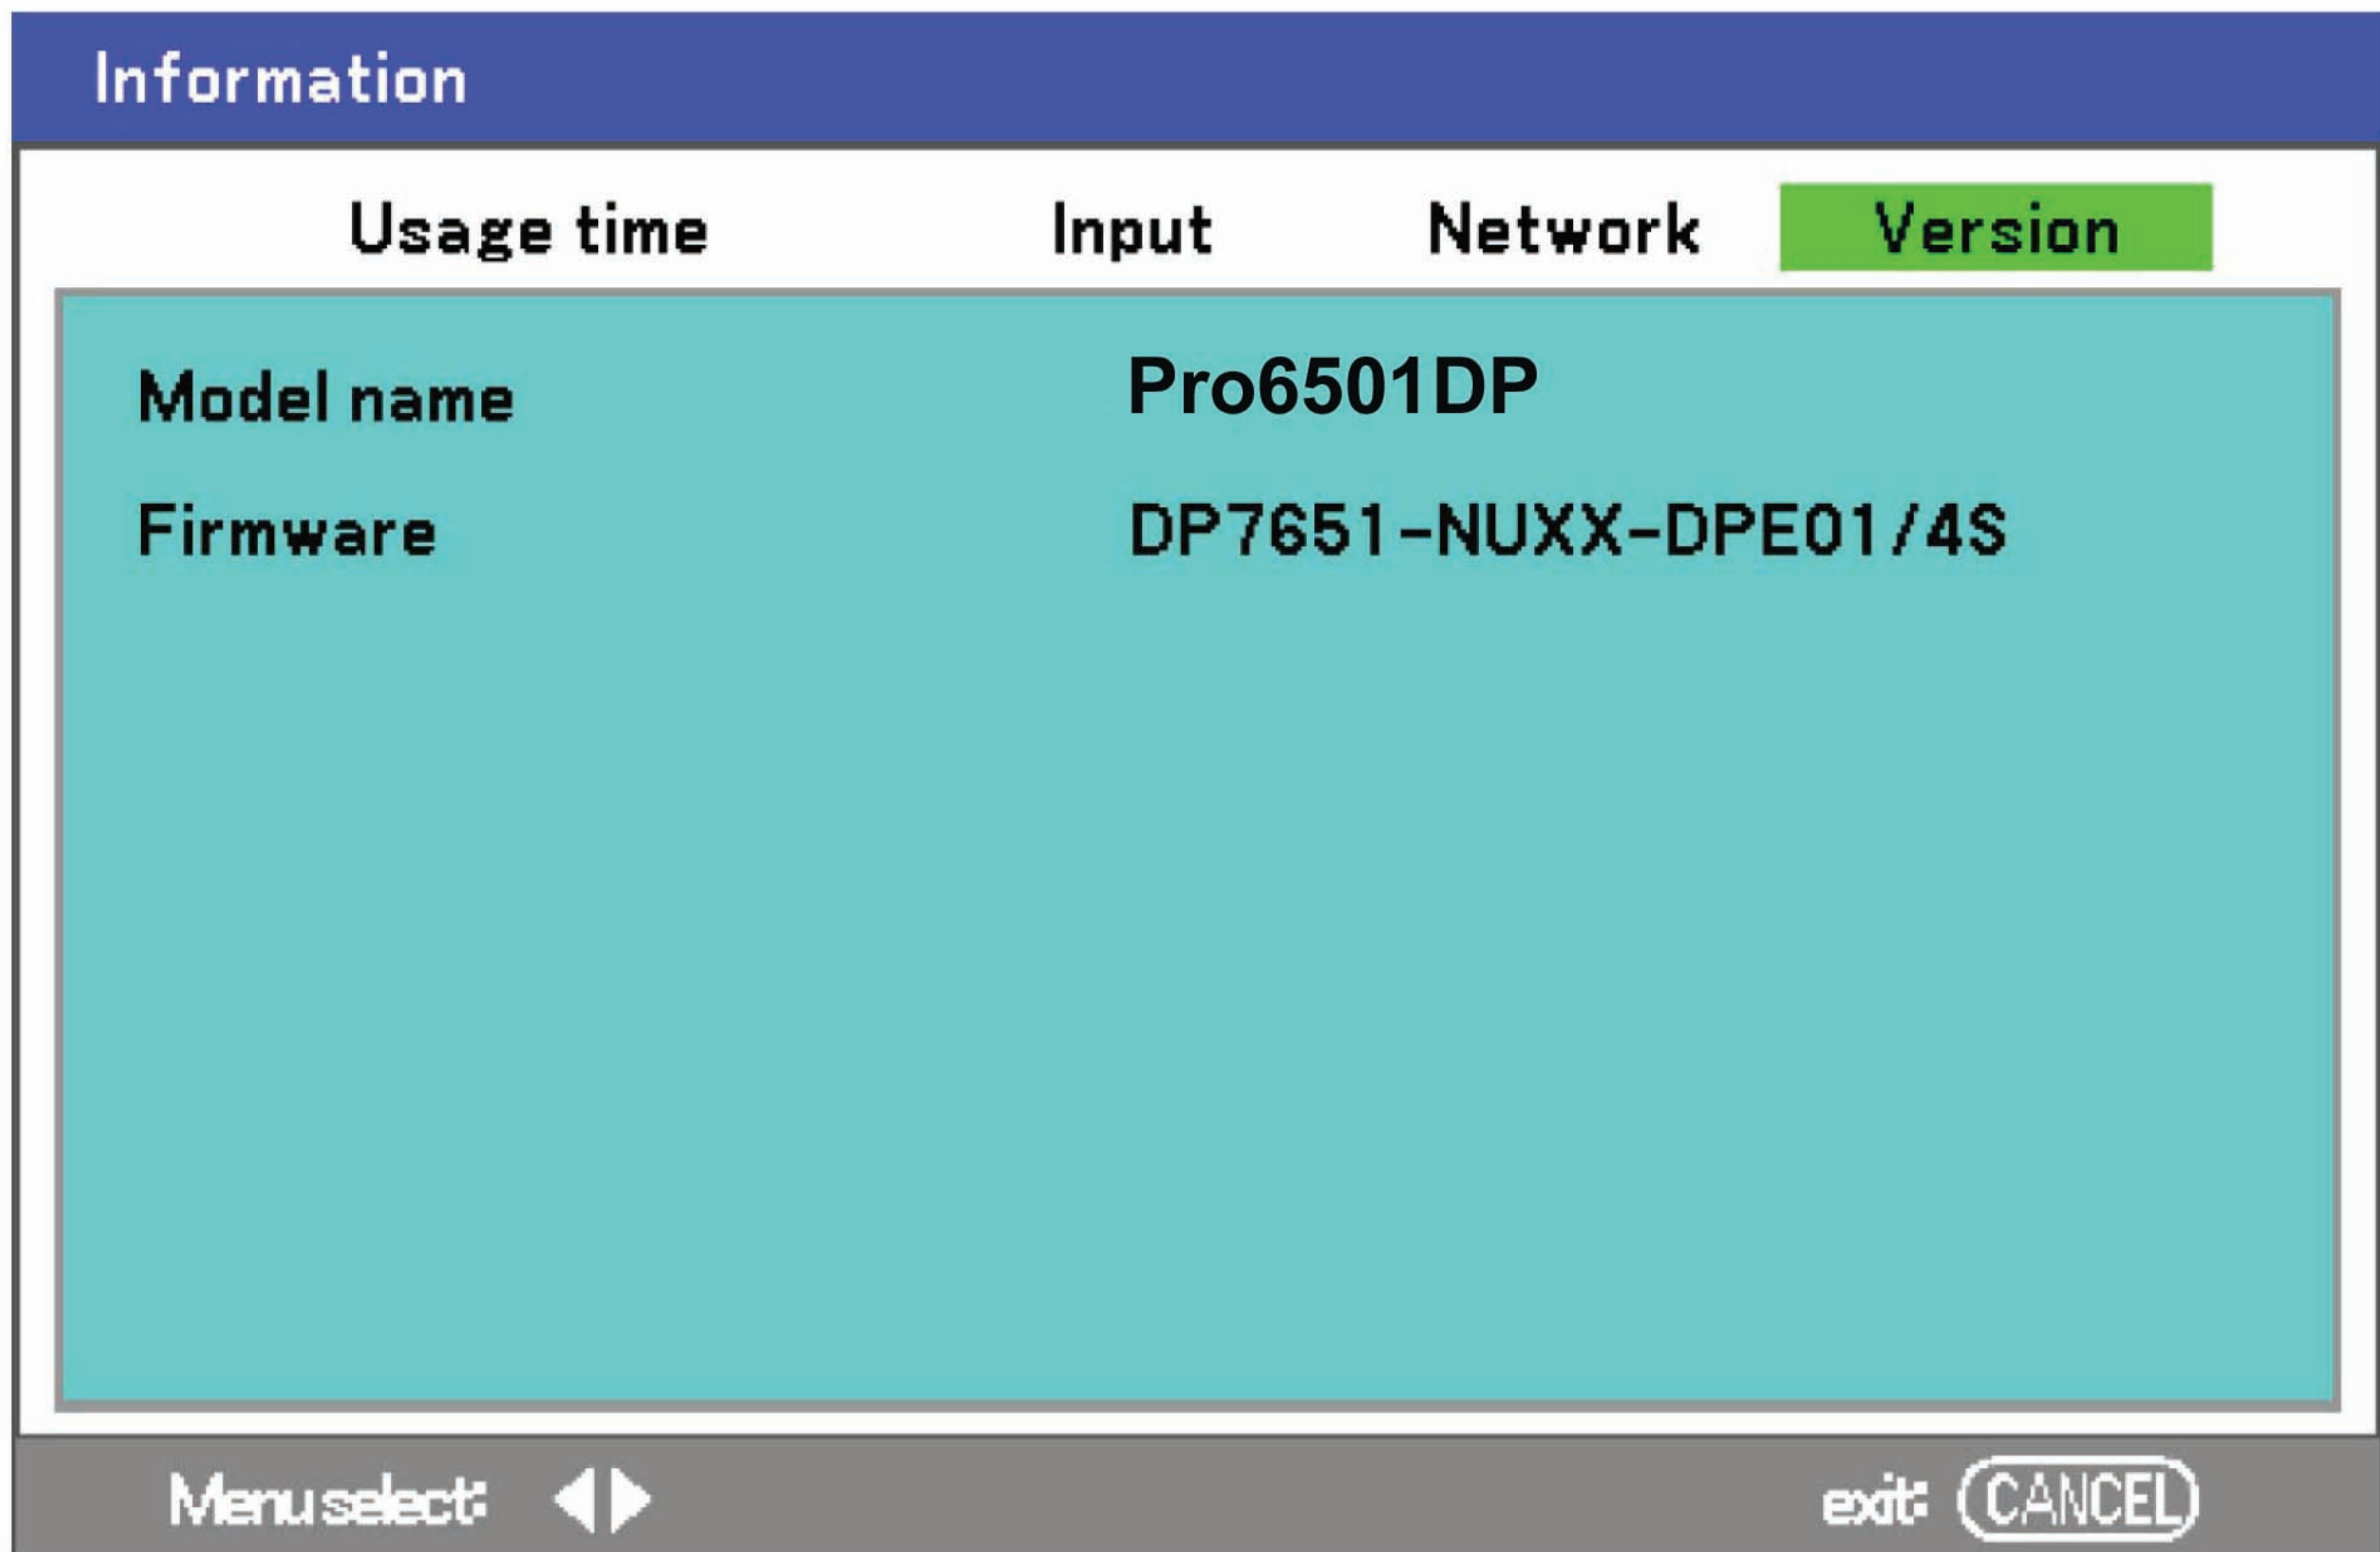 Information
Usage time Input Network Version
Model name Pro6501DP
Firmware DP7651-NUXX-DPE01/4S
Menu select: exit: CANCEL